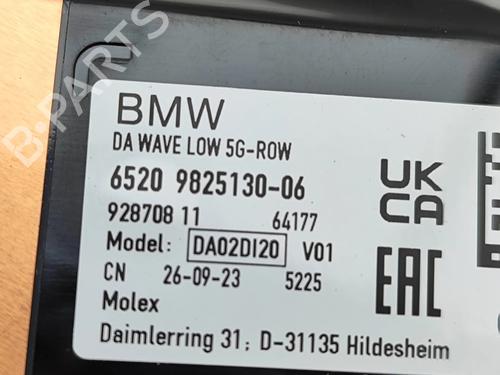 BMW
DA WAVE LOW 5G-ROW
6520 9825130-06
928708 11 64177
Model: DA02DI20 V01
CN 26-09-23 5225
Molex
Daimlerring 31; D-31135 Hildesheim
UK
CA
EAC
B-PARTS